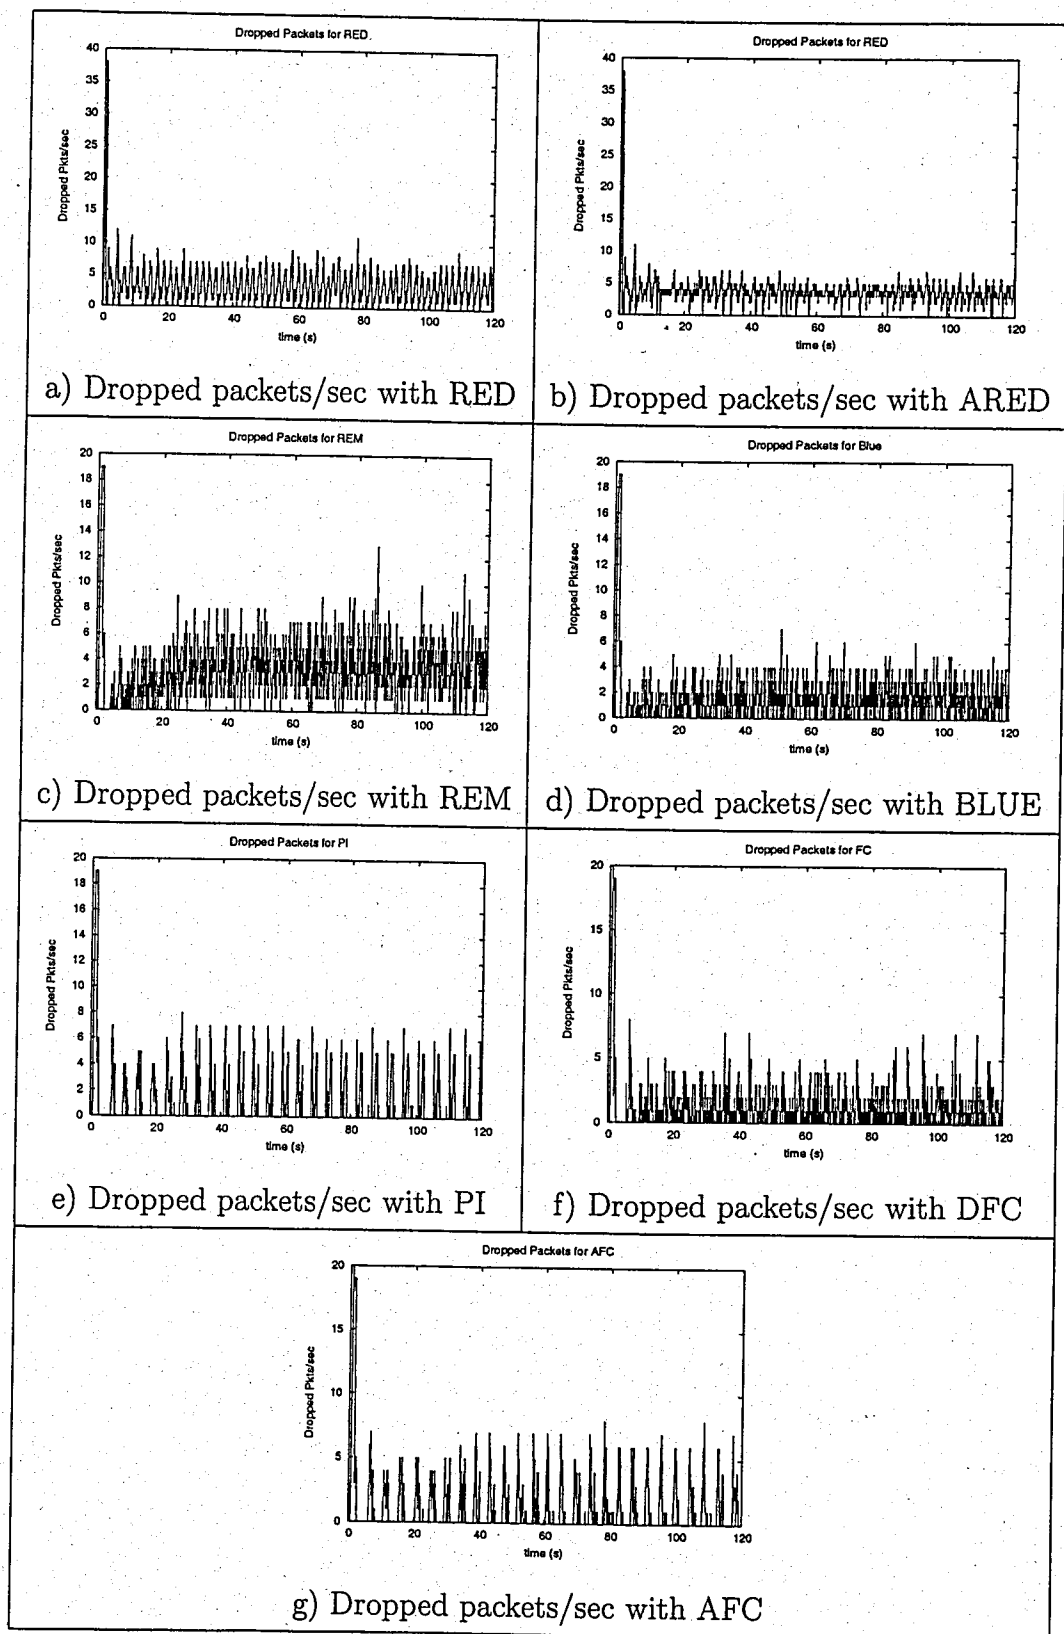 Dropped Packets for RED
Dropped Pkts/sec
40
35
30
25
20
15
10
5
0
0 20 40 60 80 100 120
time (s)
a) Dropped packets/sec with RED
Dropped Packets for RED
Dropped Pkts/sec
40
35
30
25
20
15
10
5
0
0 20 40 60 80 100 120
time (s)
b) Dropped packets/sec with ARED
Dropped Packets for REM
Dropped Pkts/sec
20
18
16
14
12
10
8
6
4
2
0
0 20 40 60 80 100 120
time (s)
c) Dropped packets/sec with REM
Dropped Packets for Blue
Dropped Pkts/sec
20
18
16
14
12
10
8
6
4
2
0
0 20 40 60 80 100 120
time (s)
d) Dropped packets/sec with BLUE
Dropped Packets for PI
Dropped Pkts/sec
20
18
16
14
12
10
8
6
4
2
0
0 20 40 60 80 100 120
time (s)
e) Dropped packets/sec with PI
Dropped Packets for FC
Dropped Pkts/sec
20
15
10
5
0
0 20 40 60 80 100 120
time (s)
f) Dropped packets/sec with DFC
Dropped Packets for AFC
Dropped Pkts/sec
20
15
10
5
0
0 20 40 60 80 100 120
time (s)
g) Dropped packets/sec with AFC